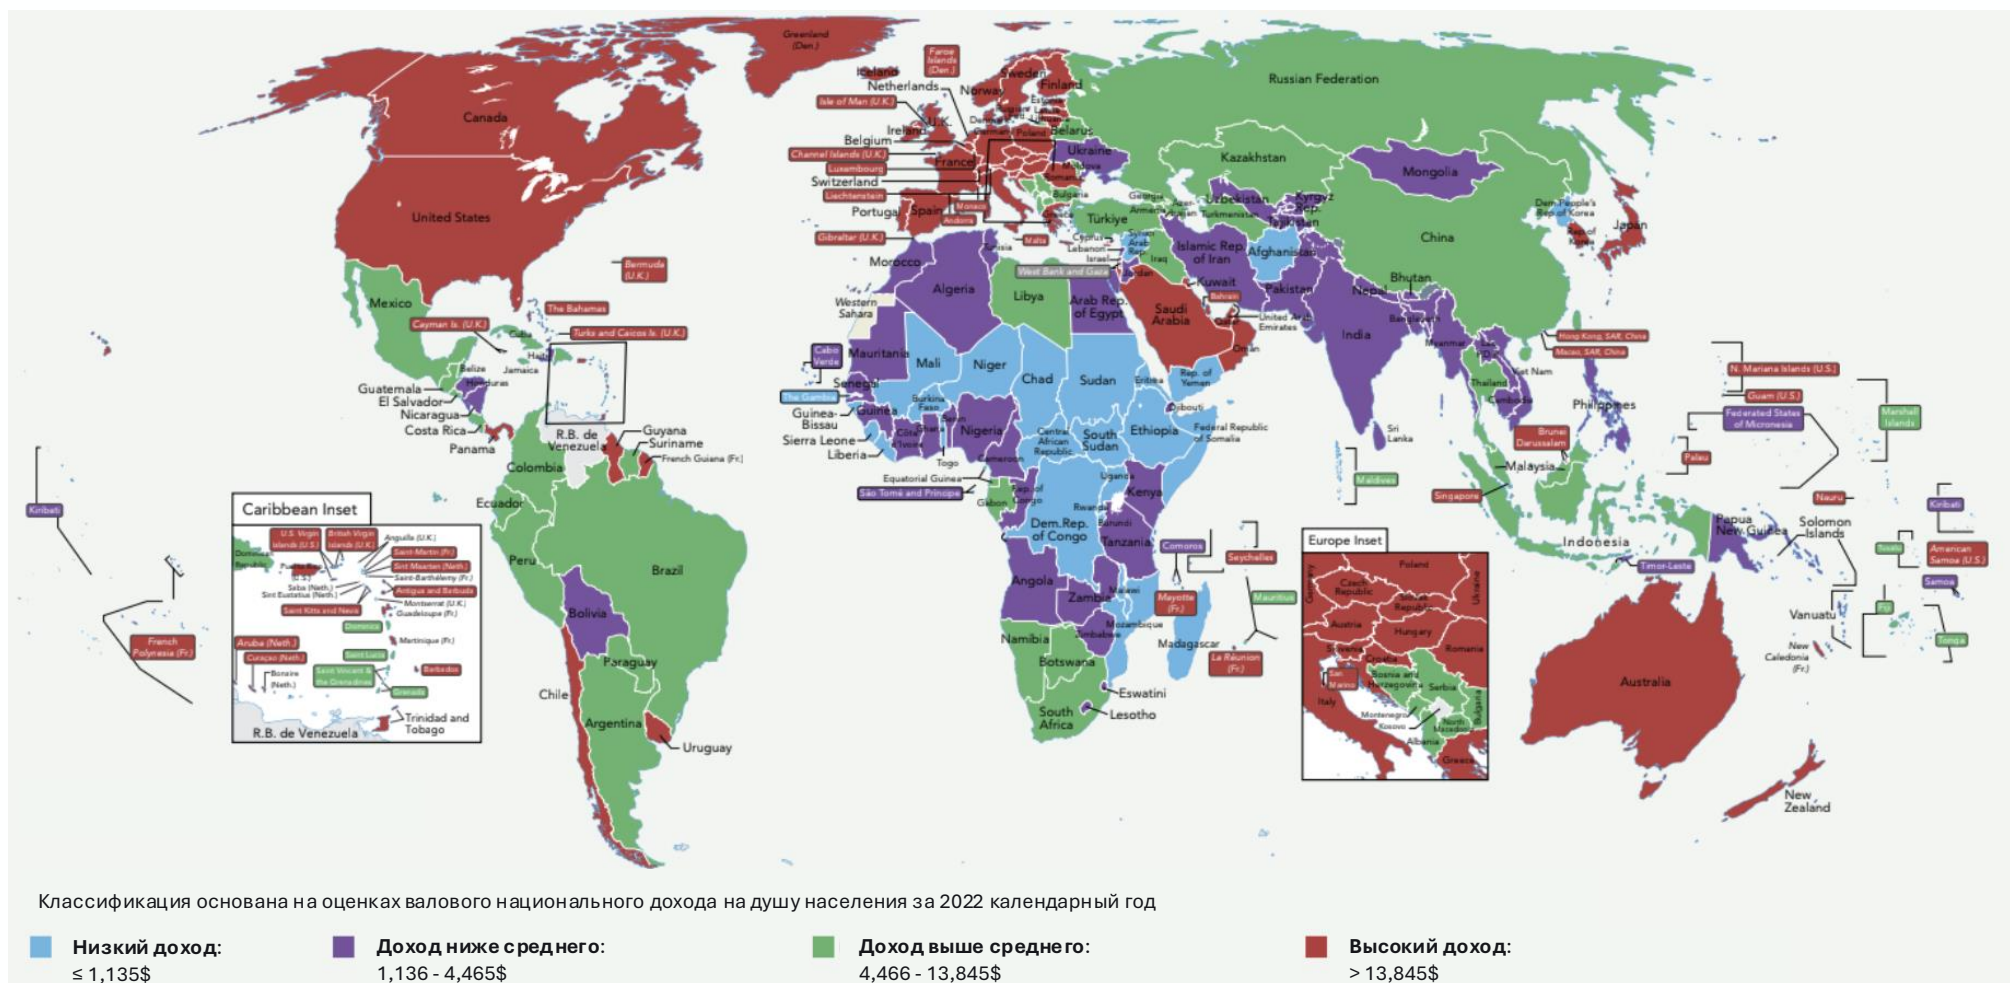 Greenland
(Den.)
Faroe
Islands
(Den.)
Iceland
Netherlands
Isle of Man (U.K.)
Norway
Sweden
Finland
Russian Federation
Canada
Ireland
U.K.
Poland
Belarus
Belgium
Channel Islands (U.K.)
France
Ukraine
Moldova
Luxembourg
Switzerland
Liechtenstein
Kazakhstan
Mongolia
United States
Portugal
Spain
Monaco
Andorra
Bulgaria
Georgia
Uzbekistan
Kyrgyz
Rep.
Dem. People's
Rep. of Korea
Gibraltar (U.K.)
Malta
Greece
Türkiye
Turkmenistan
Tajikistan
China
Rep. of
Korea
Japan
Tunisia
Cyprus
Lebanon
Israel
Syrian
Arab
Rep.
Iraq
Islamic Rep.
of Iran
Afghanistan
Morocco
West Bank and Gaza
Jordan
Kuwait
Pakistan
Nepal
Bhutan
Bermuda
(U.K.)
Mexico
The Bahamas
Western
Sahara
Algeria
Libya
Arab Rep.
of Egypt
Saudi
Arabia
Bahrain
Qatar
United Arab
Emirates
Oman
India
Bangladesh
Myanmar
Lao
Hong Kong, SAR, China
Macao, SAR, China
Cayman Is. (U.K.)
Cuba
Turks and Caicos Is. (U.K.)
Haiti
Belize
Jamaica
Guatemala
Honduras
El Salvador
Nicaragua
Costa Rica
Panama
R.B. de
Venezuela
Guyana
Suriname
French Guiana (Fr.)
Colombia
Ecuador
Peru
Brazil
Bolivia
Paraguay
Chile
Argentina
Uruguay
Cabo
Verde
Mauritania
Mali
Niger
Chad
Sudan
Eritrea
Rep. of
Yemen
Senegal
The Gambia
Guinea-
Bissau
Guinea
Burkina
Faso
Benin
Ghana
Côte
d'Ivoire
Sierra Leone
Liberia
Togo
Nigeria
Cameroon
Central
African
Republic
South
Sudan
Ethiopia
Djibouti
Federal Republic
of Somalia
Equatorial Guinea
São Tomé and Príncipe
Gabon
Rep. of
Congo
Dem.Rep.
of Congo
Uganda
Kenya
Rwanda
Burundi
Tanzania
Comoros
Seychelles
Angola
Zambia
Malawi
Mozambique
Zimbabwe
Mayotte
(Fr.)
Mauritius
Madagascar
La Réunion
(Fr.)
Namibia
Botswana
Eswatini
Lesotho
South
Africa
Thailand
Viet Nam
Cambodia
Philippines
Sri
Lanka
Maldives
Brunei
Darussalam
Malaysia
Singapore
Indonesia
Timor-Leste
Papua
New Guinea
Solomon
Islands
N. Mariana Islands (U.S.)
Guam (U.S.)
Federated States
of Micronesia
Marshall
Islands
Palau
Nauru
Kiribati
Tuvalu
American
Samoa (U.S.)
Samoa
Vanuatu
Fiji
Tonga
New
Caledonia
(Fr.)
Australia
New
Zealand
Kiribati
French
Polynesia (Fr.)
Caribbean Inset
U.S. Virgin
Islands (U.S.)
British Virgin
Islands (U.K.)
Anguilla (U.K.)
Saint Martin (Fr.)
Sint Maarten (Neth.)
Saint-Barthélemy (Fr.)
Dominican
Republic
Puerto Rico
(U.S.)
Saba (Neth.)
Sint Eustatius (Neth.)
Antigua and Barbuda
Saint Kitts and Nevis
Montserrat (U.K.)
Guadeloupe (Fr.)
Dominica
Martinique (Fr.)
Aruba (Neth.)
Curaçao (Neth.)
Bonaire
(Neth.)
Saint Lucia
Saint Vincent &
the Grenadines
Barbados
Grenada
Trinidad and
Tobago
R.B. de Venezuela
Europe Inset
Germany
Poland
Ukraine
Czech
Republic
Slovak
Republic
Austria
Hungary
Romania
Slovenia
Croatia
San
Marino
Bosnia and
Herzegovina
Serbia
Italy
Montenegro
Kosovo
Bulgaria
North
Macedonia
Albania
Greece
Классификация основана на оценках валового национального дохода на душу населения за 2022 календарный год
Низкий доход:
≤ 1,135$
Доход ниже среднего:
1,136 - 4,465$
Доход выше среднего:
4,466 - 13,845$
Высокий доход:
> 13,845$